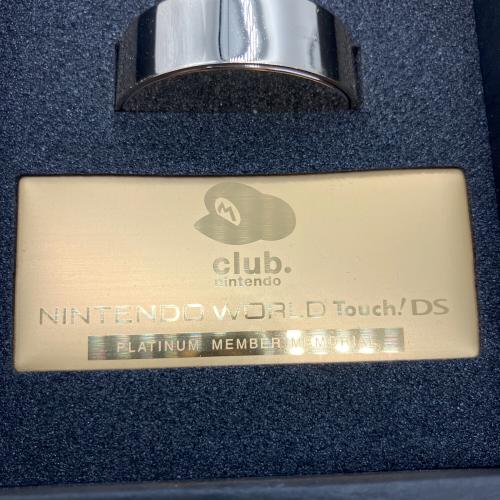 M
club.
nintendo
NINTENDO WORLD Touch! DS
PLATINUM MEMBER MEMORIAL